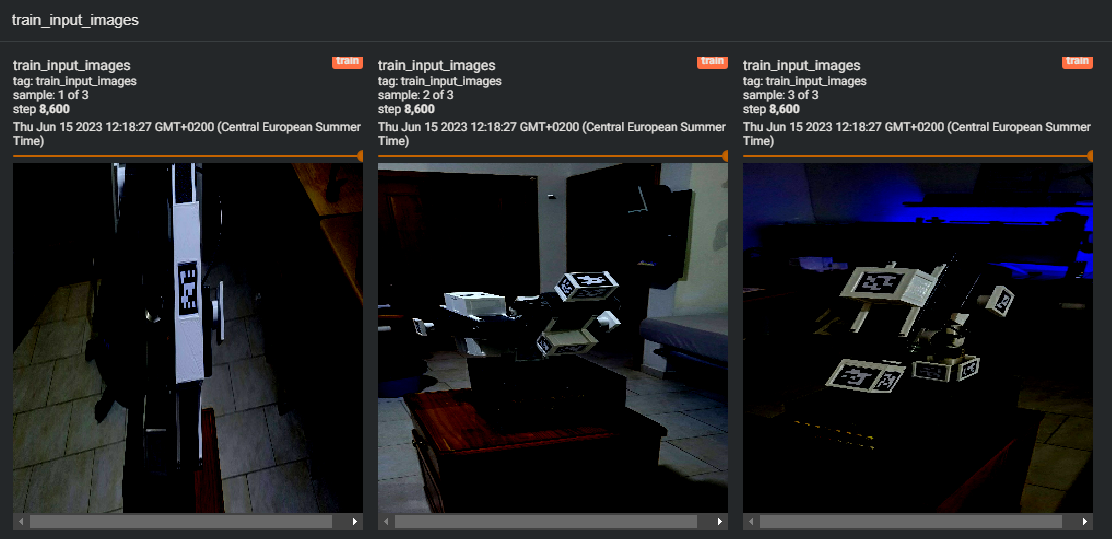 train_input_images
train_input_images
train
tag: train_input_images
sample: 1 of 3
step 8,600
Thu Jun 15 2023 12:18:27 GMT+0200 (Central European Summer
Time)
train_input_images
train
tag: train_input_images
sample: 2 of 3
step 8,600
Thu Jun 15 2023 12:18:27 GMT+0200 (Central European Summer
Time)
train_input_images
train
tag: train_input_images
sample: 3 of 3
step 8,600
Thu Jun 15 2023 12:18:27 GMT+0200 (Central European Summer
Time)